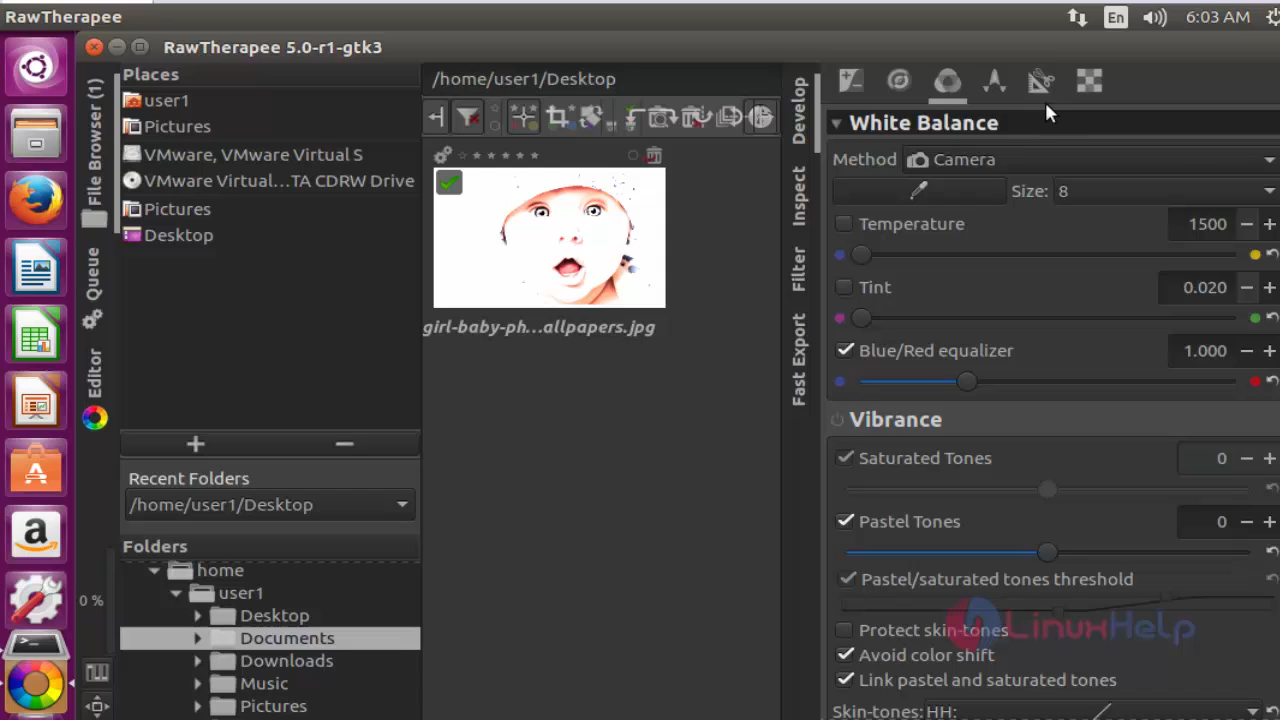 RawTherapee
En
6:03 AM
RawTherapee 5.0-r1-gtk3
File Browser (1)
Queue
Editor
0 %
Places
user1
Pictures
VMware, VMware Virtual S
VMware Virtual...TA CDRW Drive
Pictures
Desktop
Recent Folders
/home/user1/Desktop
Folders
home
user1
Desktop
Documents
Downloads
Music
Pictures
/home/user1/Desktop
girl-baby-ph...allpapers.jpg
Develop
Inspect
Filter
Fast Export
White Balance
Method Camera
Size: 8
Temperature 1500
Tint 0.020
Blue/Red equalizer 1.000
Vibrance
Saturated Tones 0
Pastel Tones 0
Pastel/saturated tones threshold
Protect skin-tones
LinuxHelp
Avoid color shift
Link pastel and saturated tones
Skin-tones: HH: